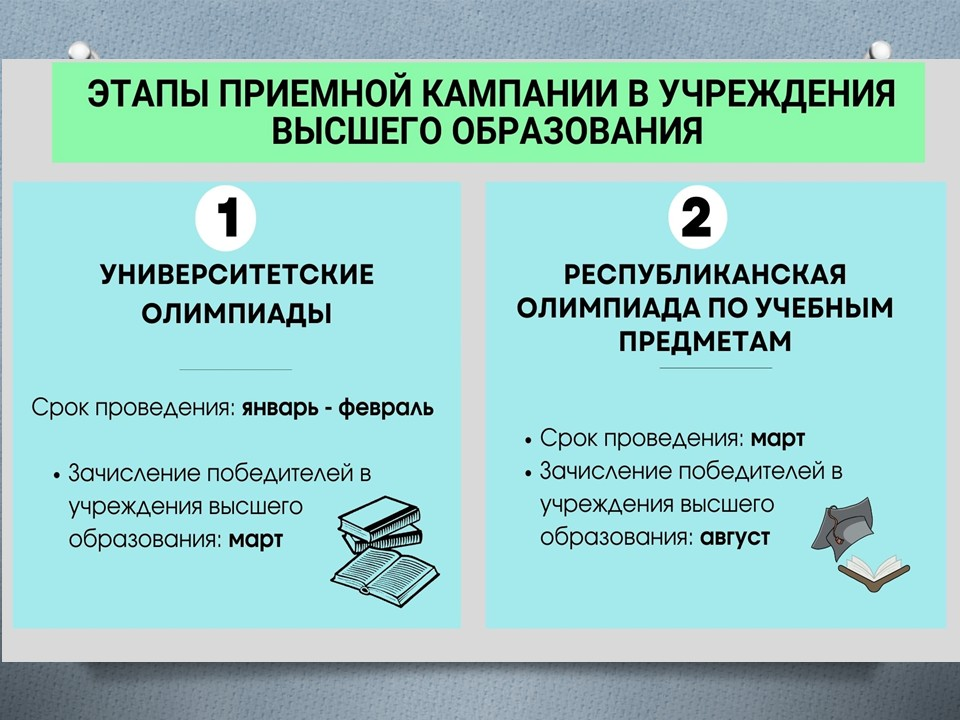 ЭТАПЫ ПРИЕМНОЙ КАМПАНИИ В УЧРЕЖДЕНИЯ
ВЫСШЕГО ОБРАЗОВАНИЯ
1
УНИВЕРСИТЕТСКИЕ
ОЛИМПИАДЫ
Срок проведения: январь - февраль
• Зачисление победителей в
учреждения высшего
образования: март
2
РЕСПУБЛИКАНСКАЯ
ОЛИМПИАДА ПО УЧЕБНЫМ
ПРЕДМЕТАМ
• Срок проведения: март
• Зачисление победителей в
учреждения высшего
образования: август